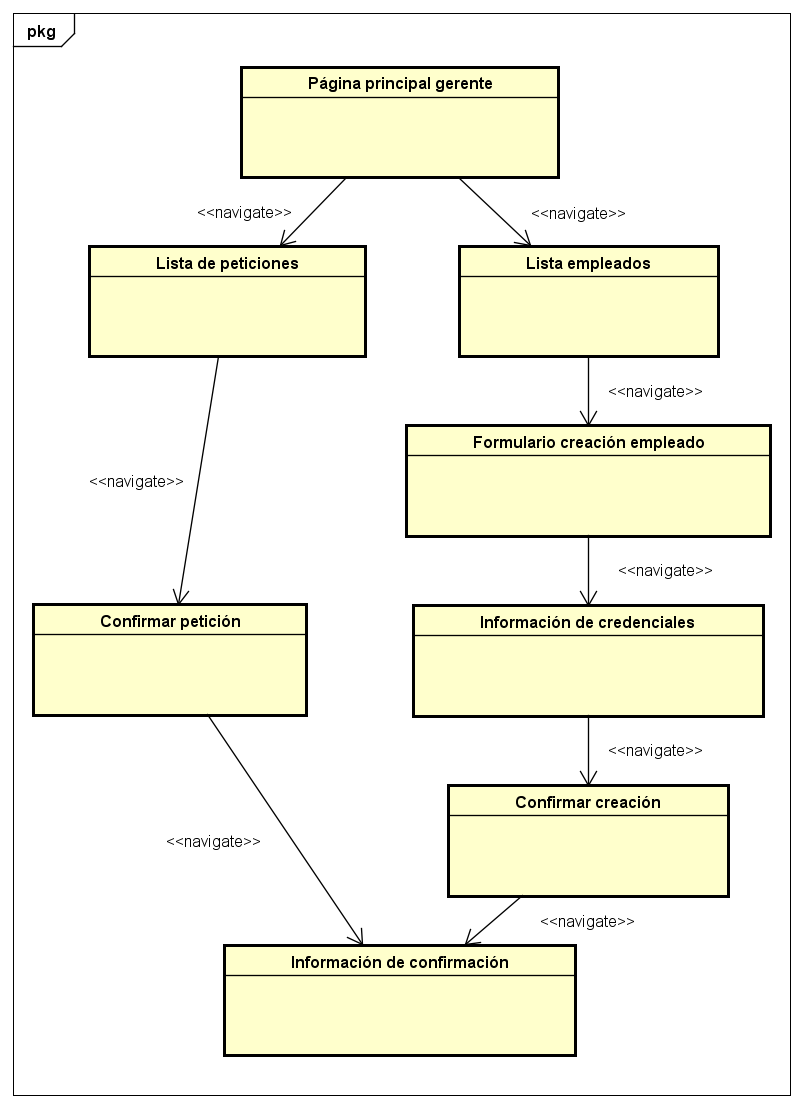 pkg
Página principal gerente
<<navigate>>
<<navigate>>
Lista de peticiones
Lista empleados
<<navigate>>
Formulario creación empleado
<<navigate>>
<<navigate>>
Confirmar petición
Información de credenciales
<<navigate>>
Confirmar creación
<<navigate>>
<<navigate>>
Información de confirmación